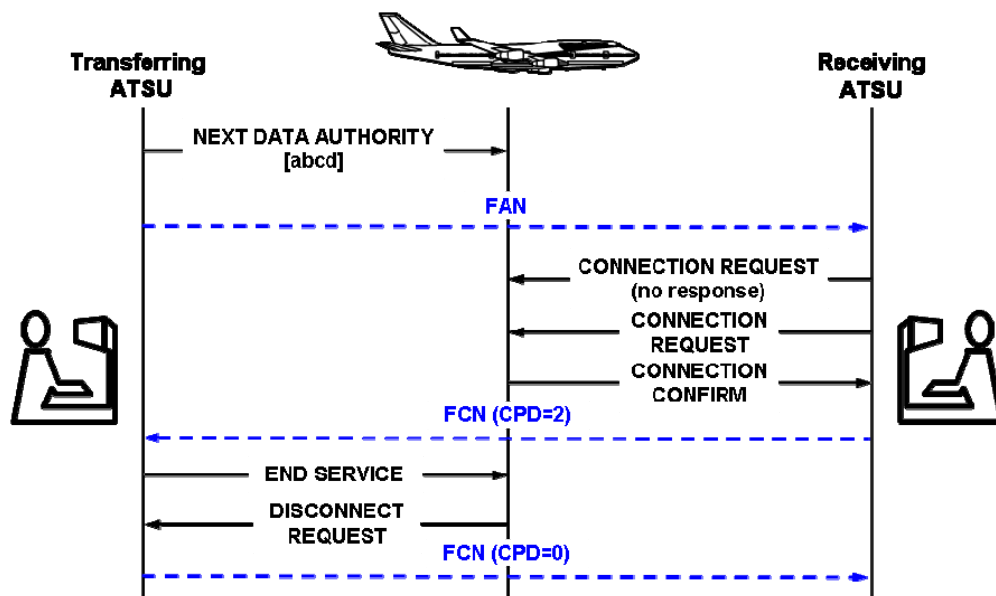 Transferring
ATSU
Receiving
ATSU
NEXT DATA AUTHORITY
[abcd]
FAN
CONNECTION REQUEST
(no response)
CONNECTION
REQUEST
CONNECTION
CONFIRM
FCN (CPD=2)
END SERVICE
DISCONNECT
REQUEST
FCN (CPD=0)